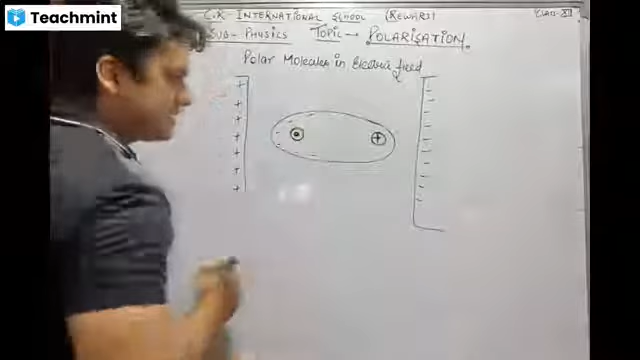 Teachmint
C.R INTERNATIONAL SCHOOL (REWARI)
CLASS-XII
SUB- PHYSICS TOPIC → POLARISATION.
Polar Molecules in Electric field